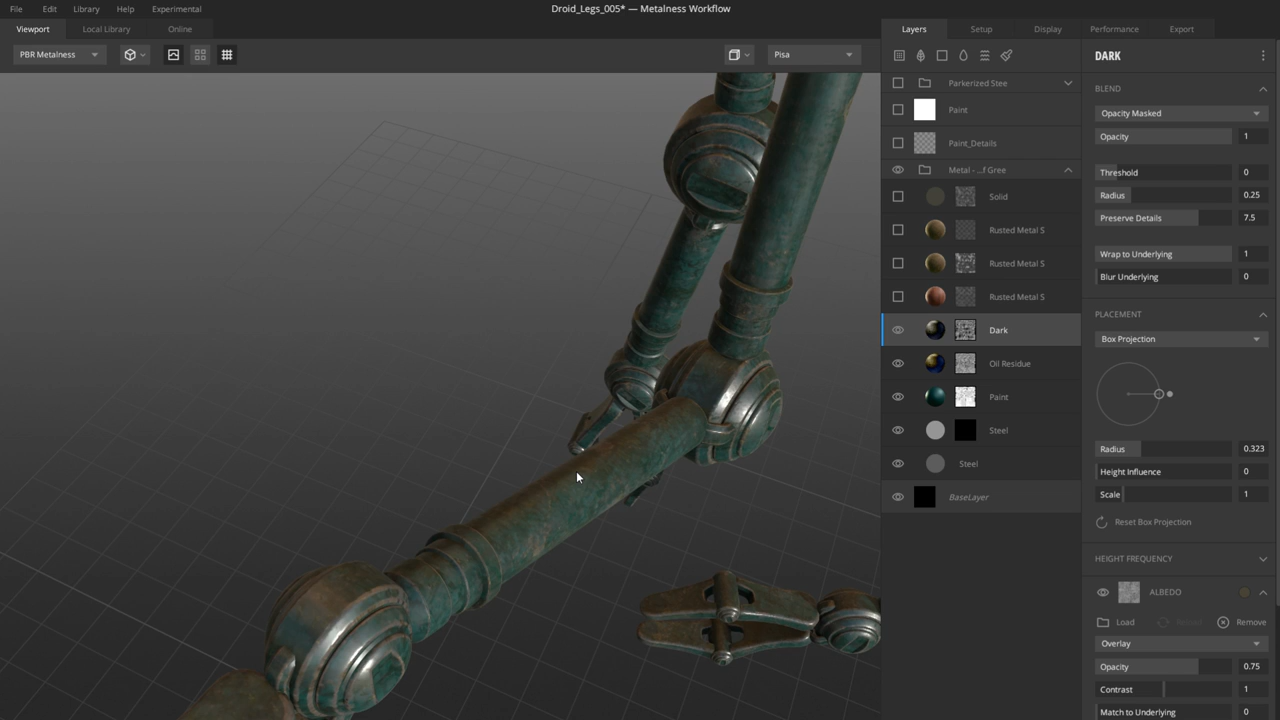 File Edit Library Help Experimental
Droid_Legs_005* — Metalness Workflow
Viewport Local Library Online
Layers Setup Display Performance Export
PBR Metalness
Pisa
Parkerized Stee
Paint
Paint_Details
Metal - ...f Gree
Solid
Rusted Metal S
Rusted Metal S
Rusted Metal S
Dark
Oil Residue
Paint
Steel
Steel
BaseLayer
DARK
BLEND
Opacity Masked
Opacity 1
Threshold 0
Radius 0.25
Preserve Details 7.5
Wrap to Underlying 1
Blur Underlying 0
PLACEMENT
Box Projection
Radius 0.323
Height Influence 0
Scale 1
Reset Box Projection
HEIGHT FREQUENCY
ALBEDO
Load Remove
Overlay
Opacity 0.75
Contrast 1
Match to Underlying 0